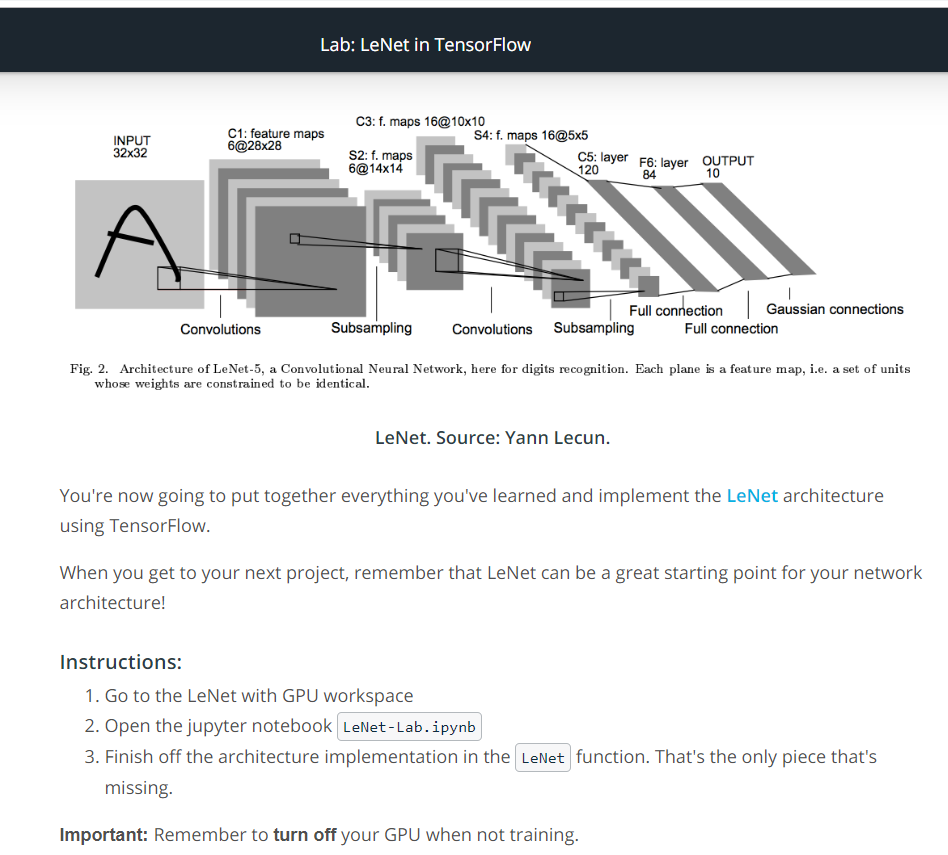 Lab: LeNet in TensorFlow
INPUT
32x32
C1: feature maps
6@28x28
S2: f. maps
6@14x14
C3: f. maps 16@10x10
S4: f. maps 16@5x5
C5: layer
120
F6: layer
84
OUTPUT
10
Convolutions
Subsampling
Convolutions
Subsampling
Full connection
Full connection
Gaussian connections
Fig. 2. Architecture of LeNet-5, a Convolutional Neural Network, here for digits recognition. Each plane is a feature map, i.e. a set of units
whose weights are constrained to be identical.
LeNet. Source: Yann Lecun.
You're now going to put together everything you've learned and implement the LeNet architecture
using TensorFlow.
When you get to your next project, remember that LeNet can be a great starting point for your network
architecture!
Instructions:
1. Go to the LeNet with GPU workspace
2. Open the jupyter notebook LeNet-Lab.ipynb
3. Finish off the architecture implementation in the LeNet function. That's the only piece that's
missing.
Important: Remember to turn off your GPU when not training.